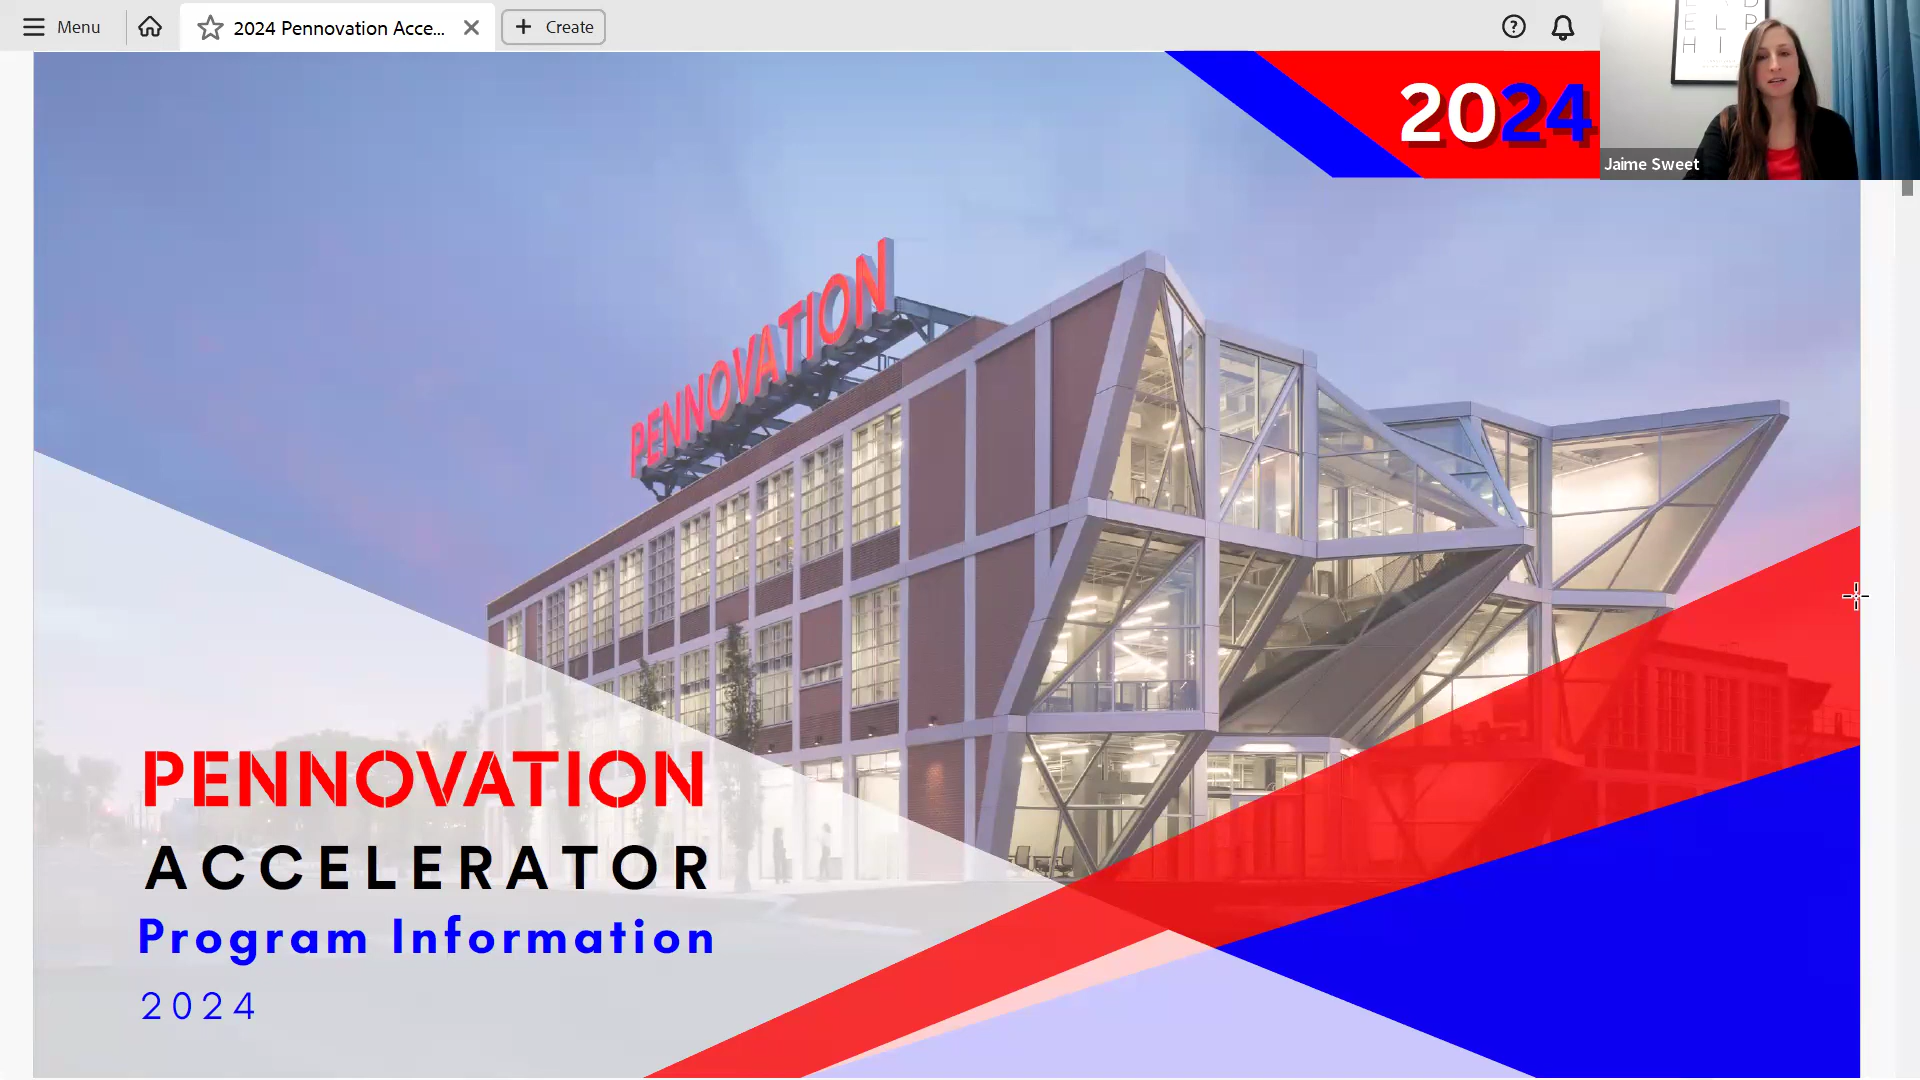 Menu
2024 Pennovation Acce...
Create
2024
E L P
H I
Jaime Sweet
PENNOVATION
PENNOVATION
ACCELERATOR
Program Information
2024